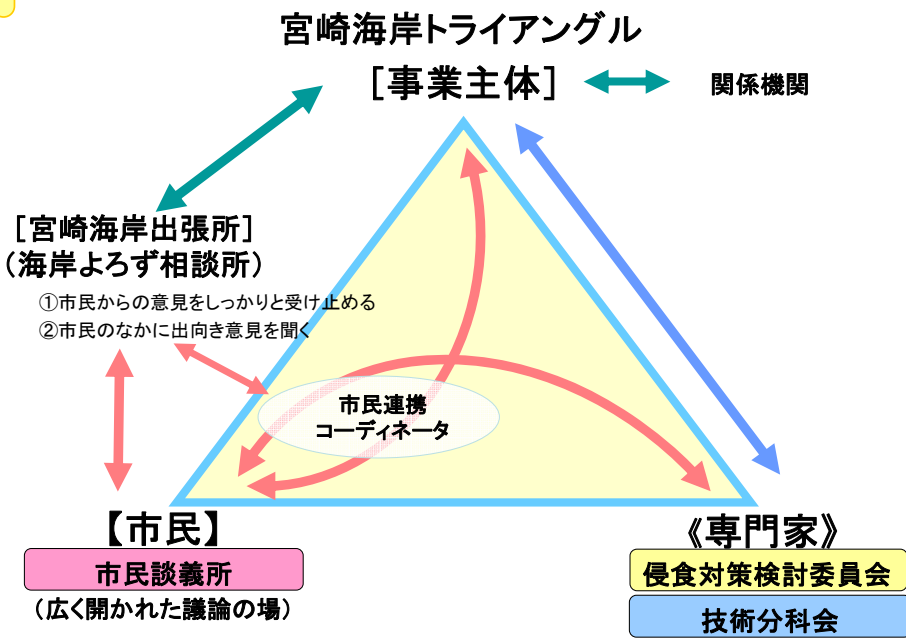 宮崎海岸トライアングル
[事業主体]
関係機関
[宮崎海岸出張所]
（海岸よろず相談所）
①市民からの意見をしっかりと受け止める
②市民のなかに出向き意見を聞く
市民連携
コーディネータ
【市民】
市民談義所
（広く開かれた議論の場）
《専門家》
侵食対策検討委員会
技術分科会